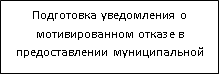 Подготовка уведомления о
мотивированном отказе в
предоставлении муниципальной